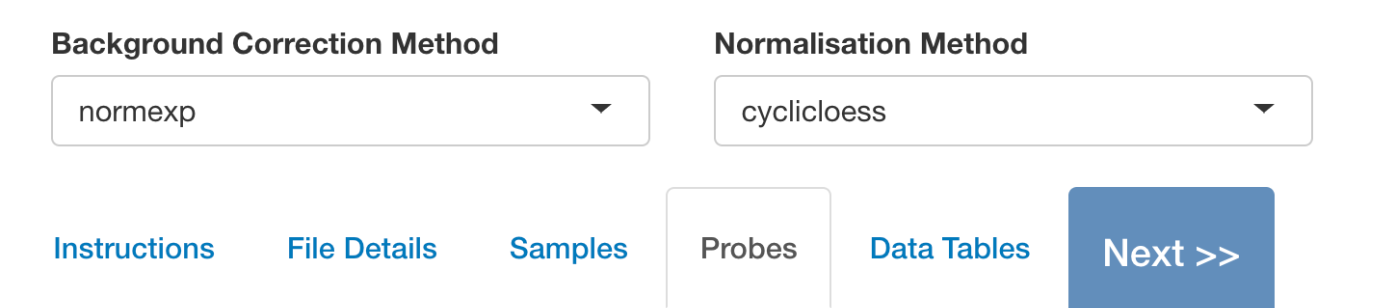 Background Correction Method Normalisation Method
normexp cyclicloess
Instructions File Details Samples Probes Data Tables Next >>